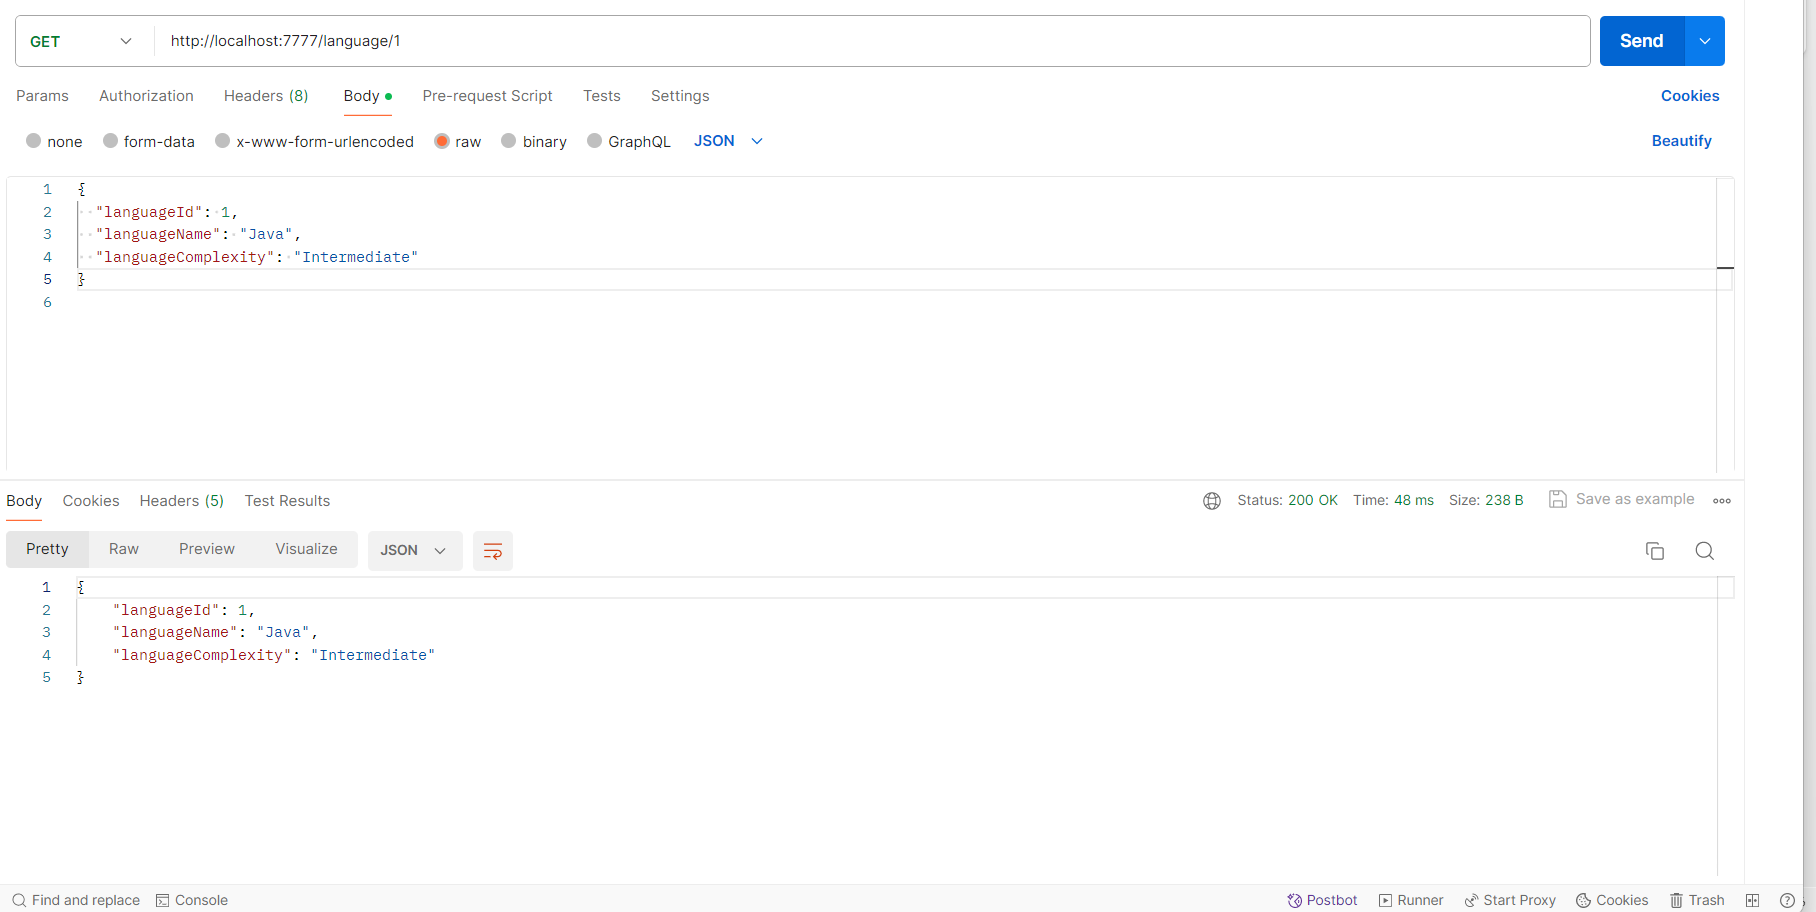 GET http://localhost:7777/language/1 Send
Params Authorization Headers (8) Body Pre-request Script Tests Settings Cookies
none form-data x-www-form-urlencoded raw binary GraphQL JSON Beautify
1 {
2 "languageId": 1,
3 "languageName": "Java",
4 "languageComplexity": "Intermediate"
5 }
6
Body Cookies Headers (5) Test Results Status: 200 OK Time: 48 ms Size: 238 B Save as example
Pretty Raw Preview Visualize JSON
1 {
2 "languageId": 1,
3 "languageName": "Java",
4 "languageComplexity": "Intermediate"
5 }
Find and replace Console Postbot Runner Start Proxy Cookies Trash